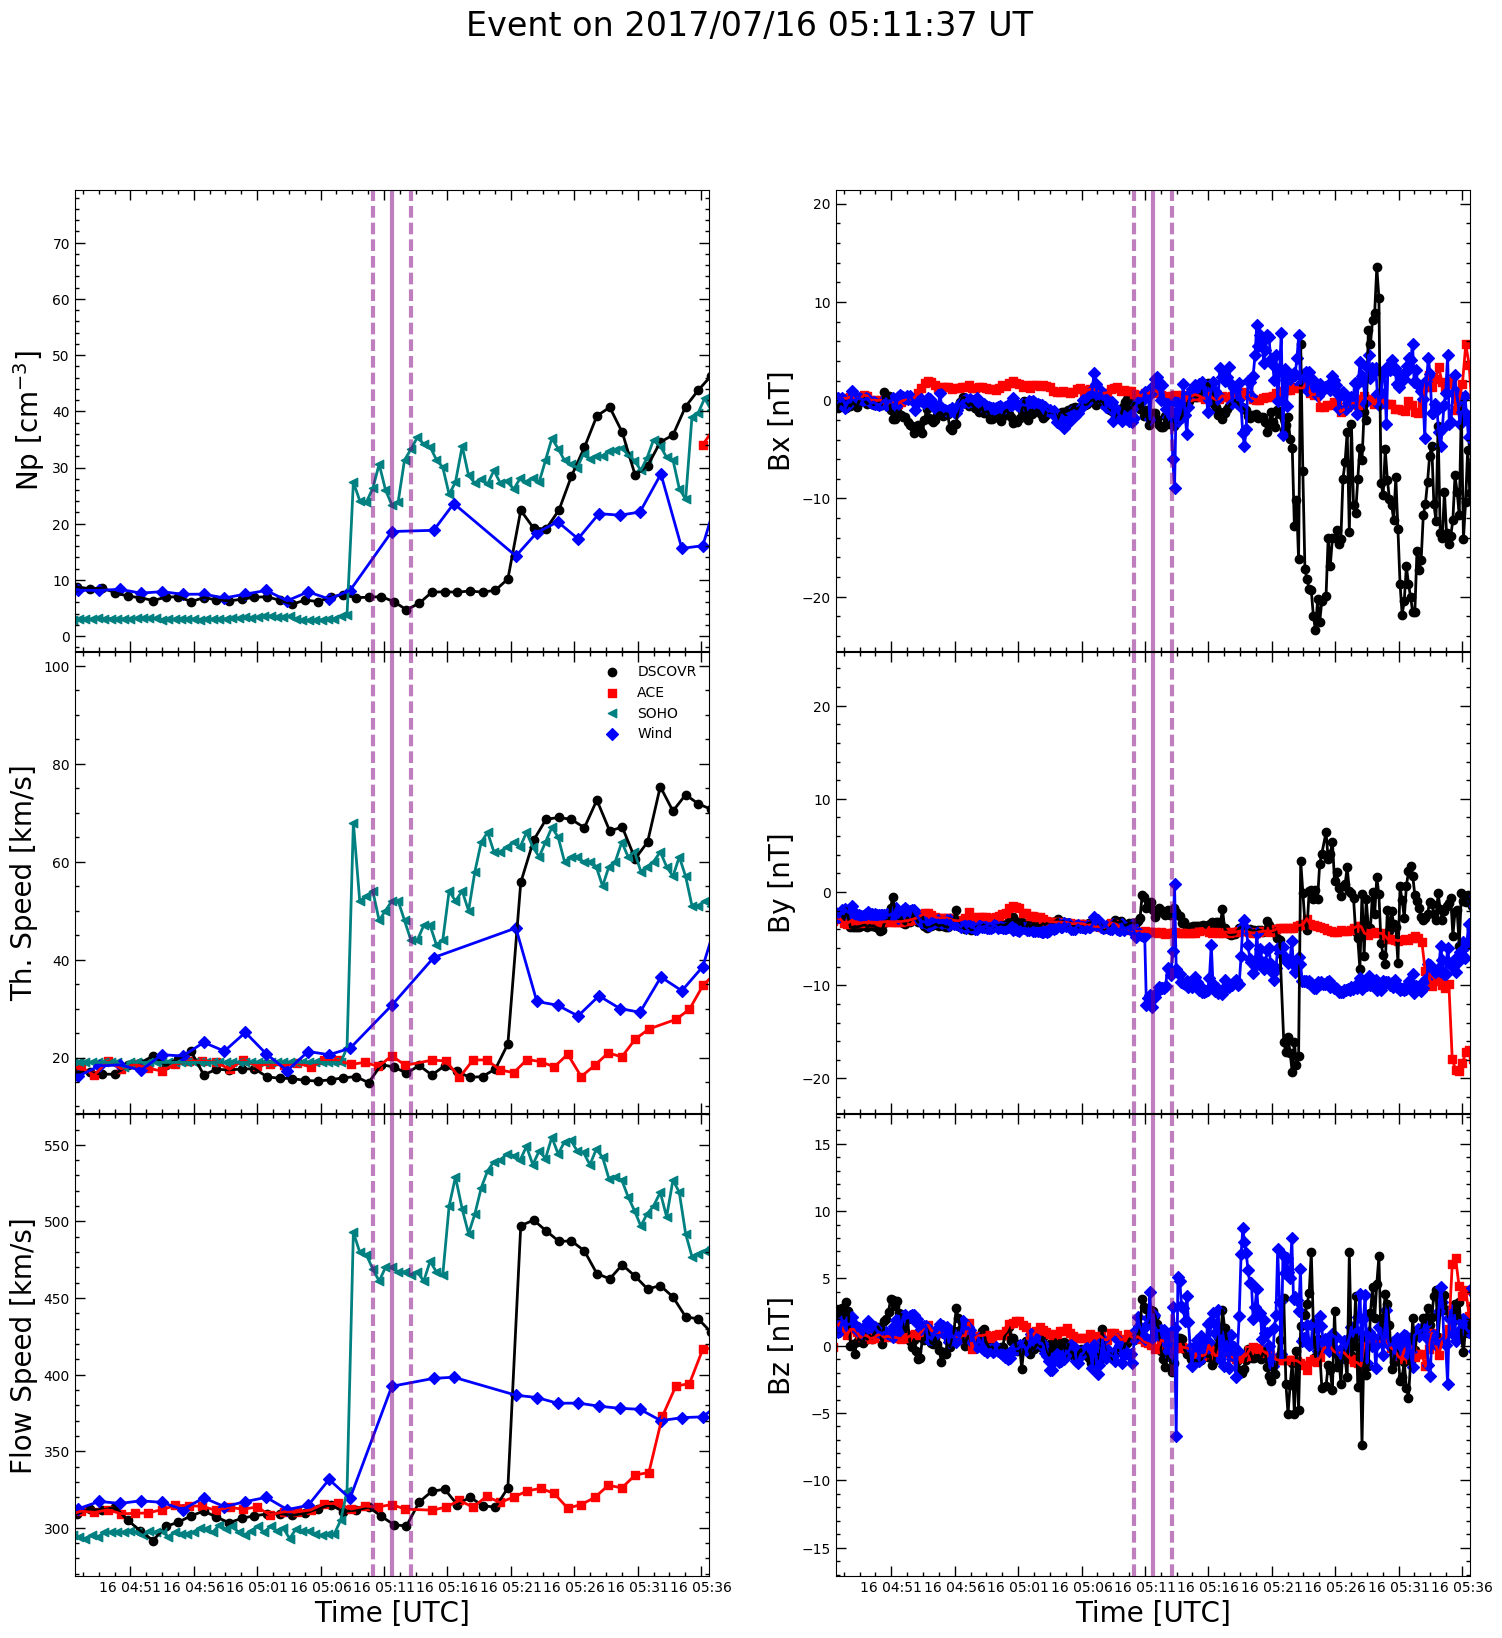 Event on 2017/07/16 05:11:37 UT
Np [cm⁻³]
70
60
50
40
30
20
10
0
Bx [nT]
20
10
0
−10
−20
Th. Speed [km/s]
100
80
60
40
20
DSCOVR
ACE
SOHO
Wind
By [nT]
20
10
0
−10
−20
Flow Speed [km/s]
550
500
450
400
350
300
Bz [nT]
15
10
5
0
−5
−10
−15
16 04:51 16 04:56 16 05:01 16 05:06 16 05:11 16 05:16 16 05:21 16 05:26 16 05:31 16 05:36
Time [UTC]
16 04:51 16 04:56 16 05:01 16 05:06 16 05:11 16 05:16 16 05:21 16 05:26 16 05:31 16 05:36
Time [UTC]